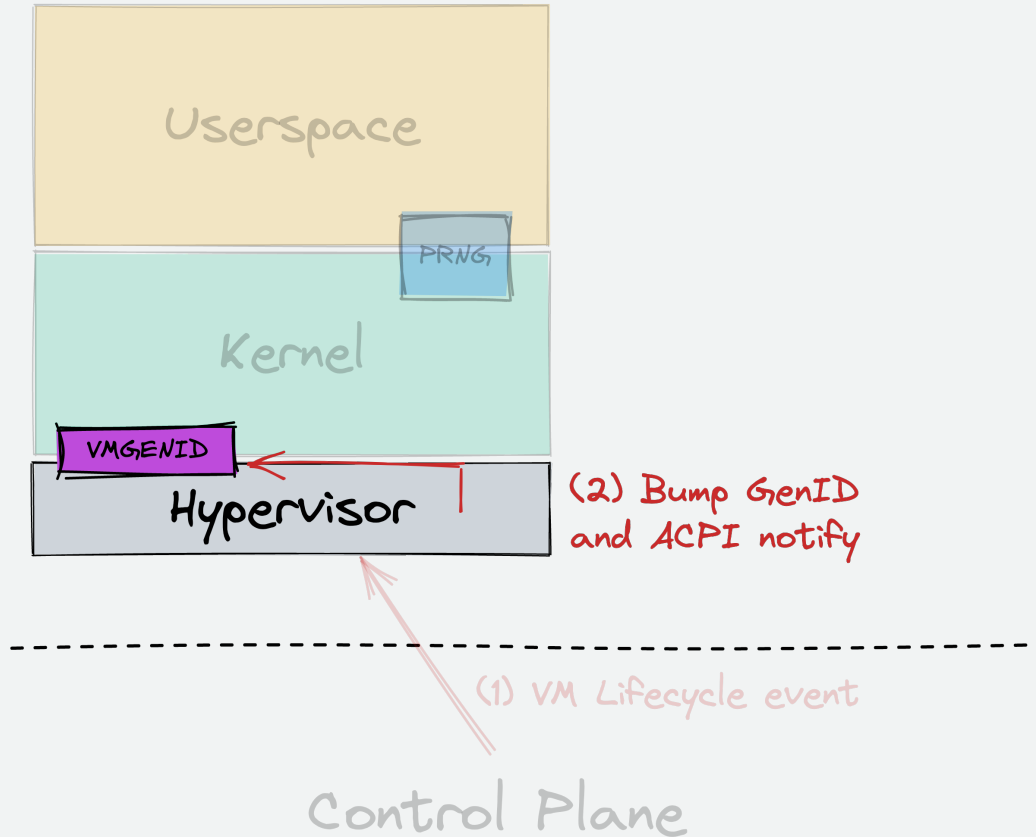 Userspace
PRNG
Kernel
VMGENID
Hypervisor
(2) Bump GenID
and ACPI notify
(1) VM Lifecycle event
Control Plane